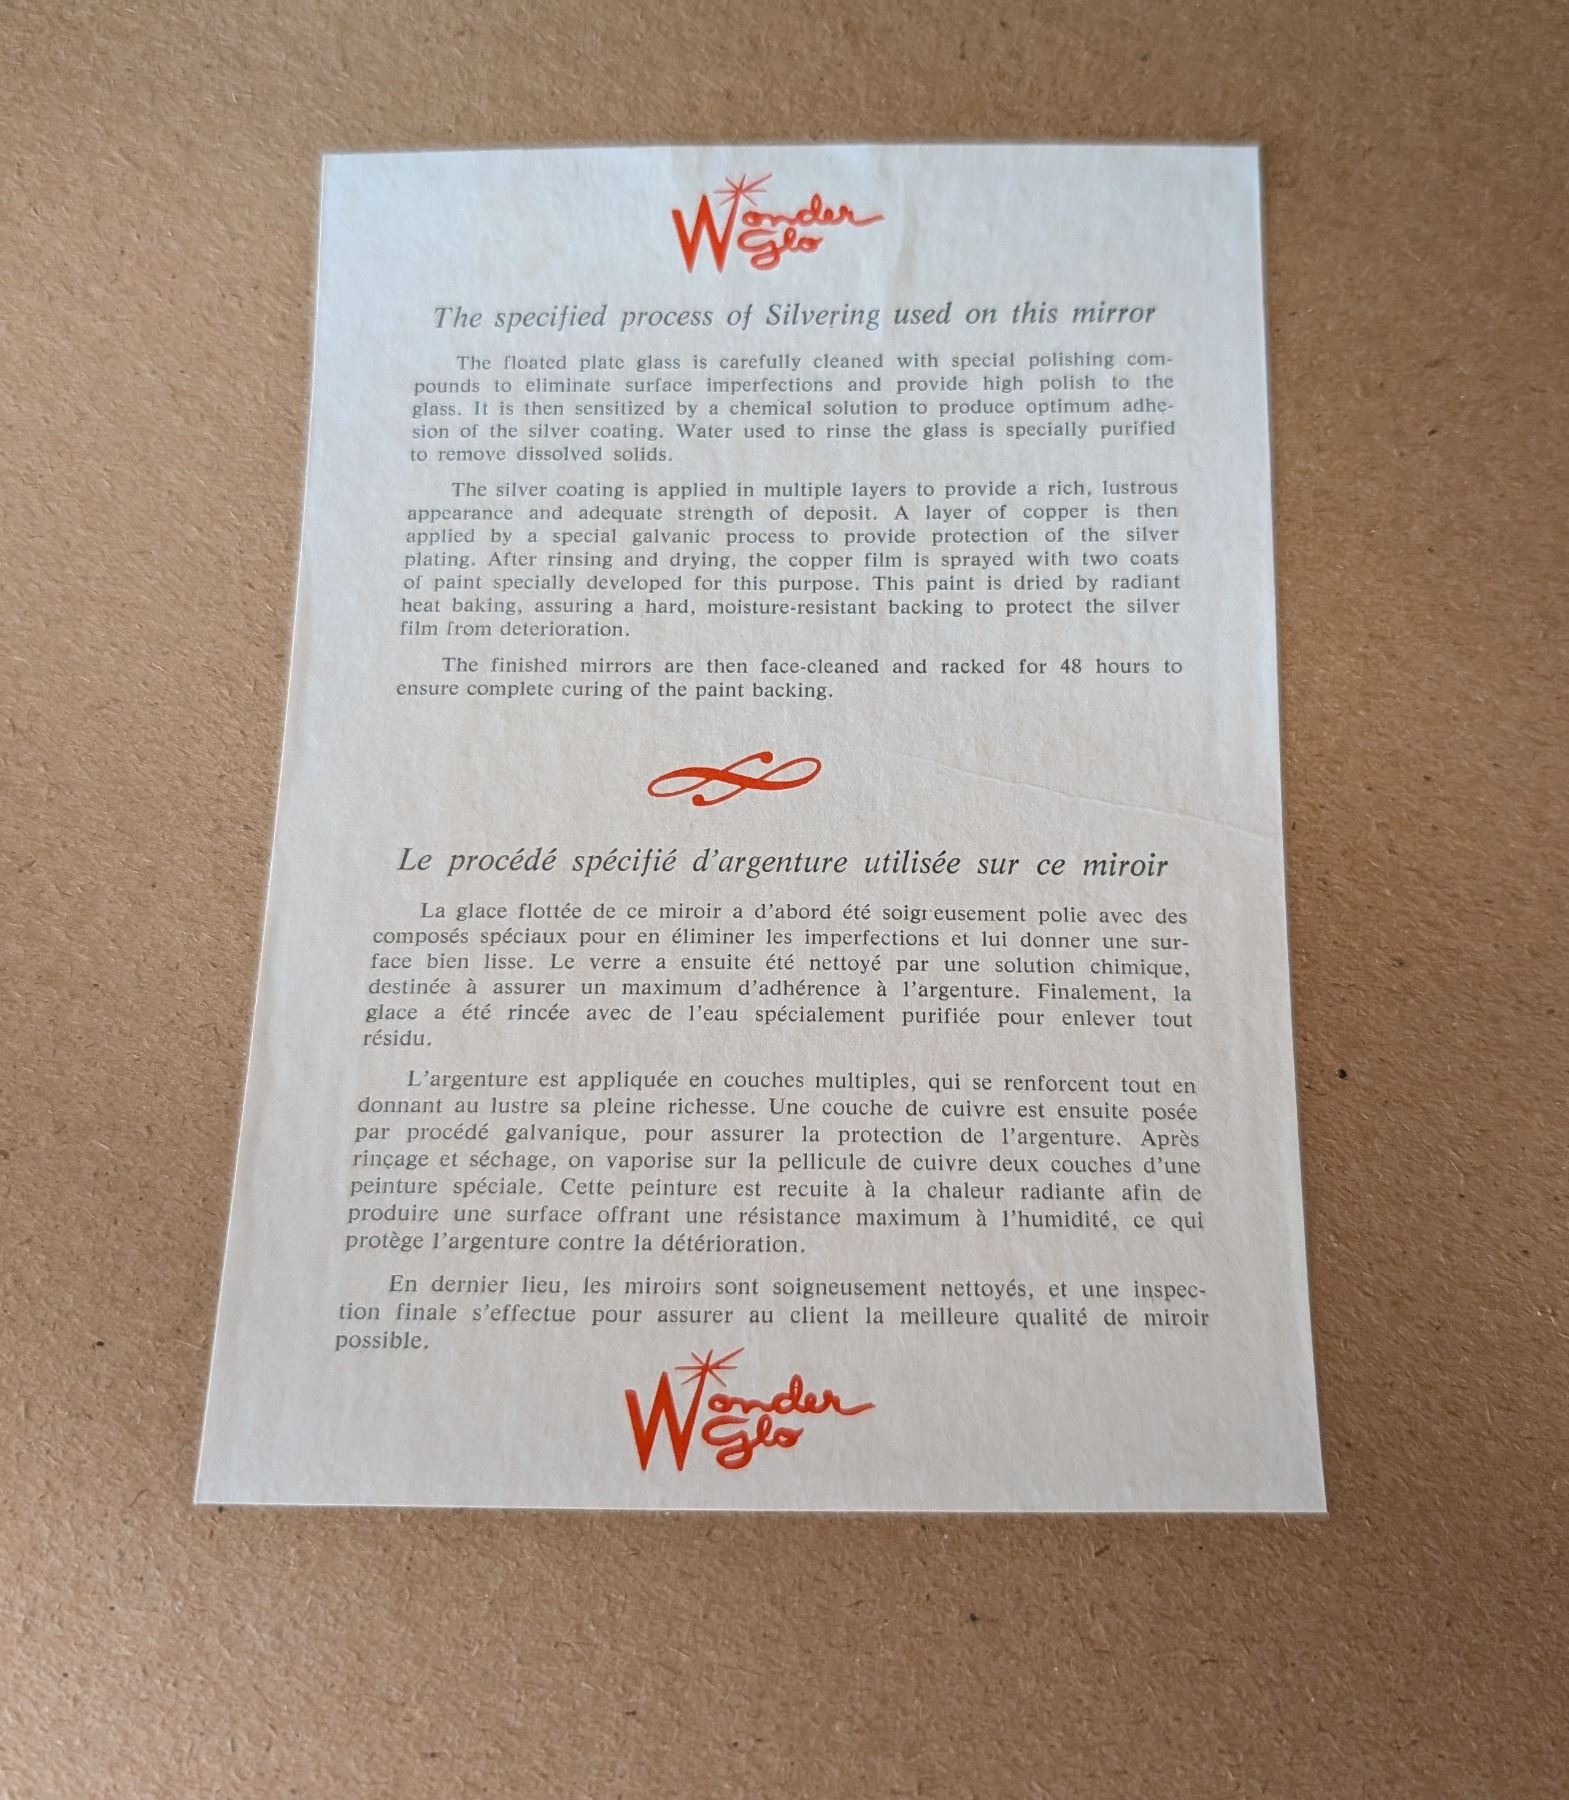 Wonder
Glo
The specified process of Silvering used on this mirror
The floated plate glass is carefully cleaned with special polishing com-
pounds to eliminate surface imperfections and provide high polish to the
glass. It is then sensitized by a chemical solution to produce optimum adhe-
sion of the silver coating. Water used to rinse the glass is specially purified
to remove dissolved solids.
The silver coating is applied in multiple layers to provide a rich, lustrous
appearance and adequate strength of deposit. A layer of copper is then
applied by a special galvanic process to provide protection of the silver
plating. After rinsing and drying, the copper film is sprayed with two coats
of paint specially developed for this purpose. This paint is dried by radiant
heat baking, assuring a hard, moisture-resistant backing to protect the silver
film from deterioration.
The finished mirrors are then face-cleaned and racked for 48 hours to
ensure complete curing of the paint backing.
Le procédé spécifié d'argenture utilisée sur ce miroir
La glace flottée de ce miroir a d'abord été soigneusement polie avec des
composés spéciaux pour en éliminer les imperfections et lui donner une sur-
face bien lisse. Le verre a ensuite été nettoyé par une solution chimique,
destinée à assurer un maximum d'adhérence à l'argenture. Finalement, la
glace a été rincée avec de l'eau spécialement purifiée pour enlever tout
résidu.
L'argenture est appliquée en couches multiples, qui se renforcent tout en
donnant au lustre sa pleine richesse. Une couche de cuivre est ensuite posée
par procédé galvanique, pour assurer la protection de l'argenture. Après
rinçage et séchage, on vaporise sur la pellicule de cuivre deux couches d'une
peinture spéciale. Cette peinture est recuite à la chaleur radiante afin de
produire une surface offrant une résistance maximum à l'humidité, ce qui
protège l'argenture contre la détérioration.
En dernier lieu, les miroirs sont soigneusement nettoyés, et une inspec-
tion finale s'effectue pour assurer au client la meilleure qualité de miroir
possible.
Wonder
Glo